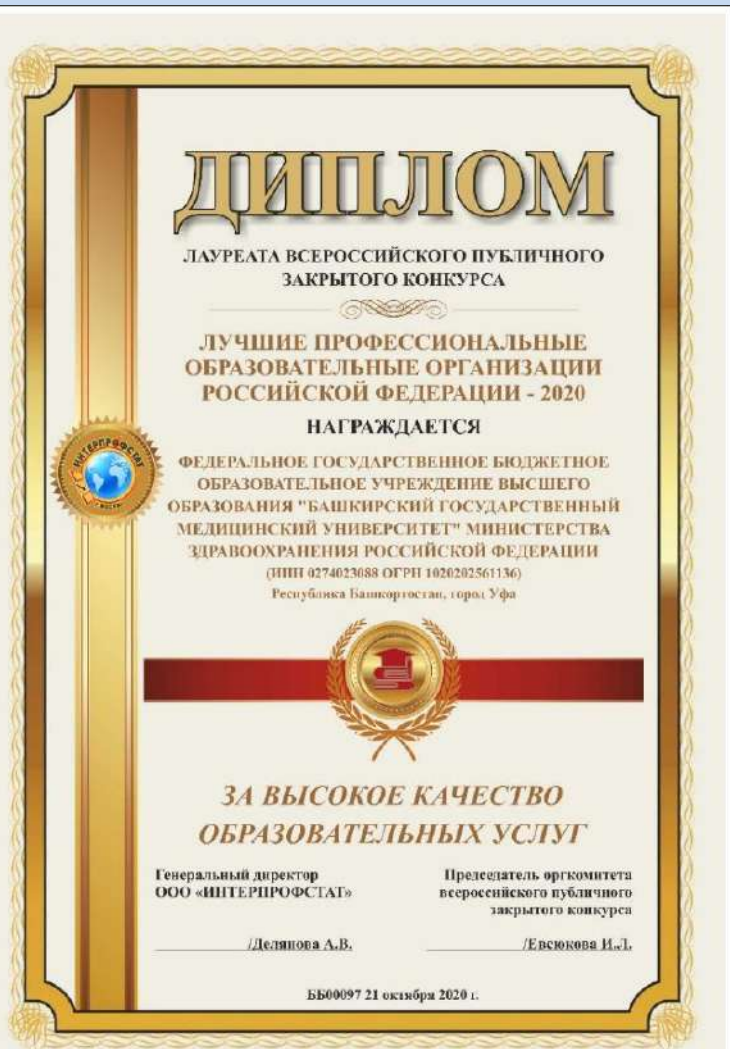 ДИПЛОМ
ЛАУРЕАТА ВСЕРОССИЙСКОГО ПУБЛИЧНОГО
ЗАКРЫТОГО КОНКУРСА
ЛУЧШИЕ ПРОФЕССИОНАЛЬНЫЕ
ОБРАЗОВАТЕЛЬНЫЕ ОРГАНИЗАЦИИ
РОССИЙСКОЙ ФЕДЕРАЦИИ - 2020
НАГРАЖДАЕТСЯ
ИНТЕРПРОФСТАТ
ФЕДЕРАЛЬНОЕ ГОСУДАРСТВЕННОЕ БЮДЖЕТНОЕ
ОБРАЗОВАТЕЛЬНОЕ УЧРЕЖДЕНИЕ ВЫСШЕГО
ОБРАЗОВАНИЯ "БАШКИРСКИЙ ГОСУДАРСТВЕННЫЙ
МЕДИЦИНСКИЙ УНИВЕРСИТЕТ" МИНИСТЕРСТВА
ЗДРАВООХРАНЕНИЯ РОССИЙСКОЙ ФЕДЕРАЦИИ
(ИНН 0274023088 ОГРН 1020202561136)
Республика Башкортостан, город Уфа
ЗА ВЫСОКОЕ КАЧЕСТВО
ОБРАЗОВАТЕЛЬНЫХ УСЛУГ
Генеральный директор
ООО «ИНТЕРПРОФСТАТ»
/Делянова А.В.
Председатель оргкомитета
всероссийского публичного
закрытого конкурса
/Евсюкова И.Л.
ББ00097 21 октября 2020 г.